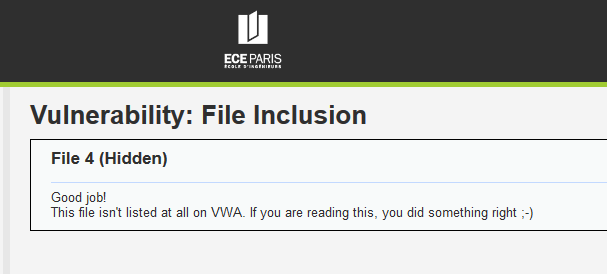 ECE PARIS
ÉCOLE D'INGÉNIEURS
Vulnerability: File Inclusion
File 4 (Hidden)
Good job!
This file isn't listed at all on VWA. If you are reading this, you did something right ;-)